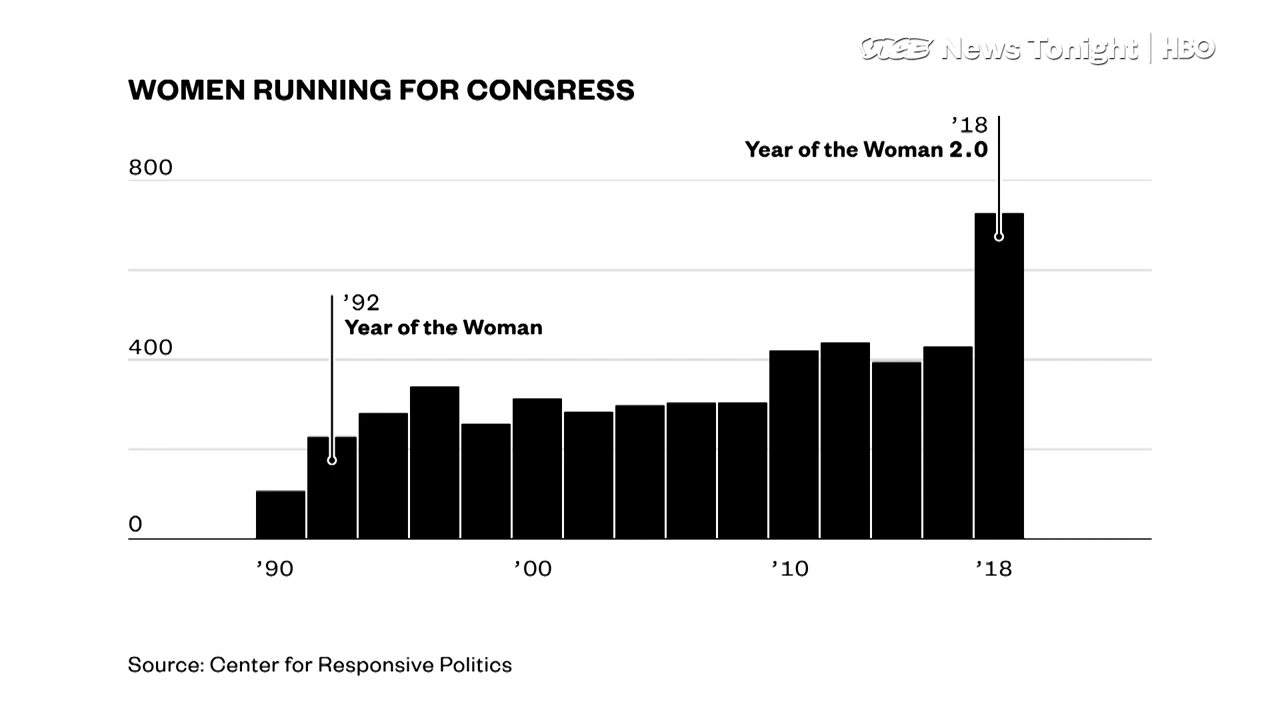 VICE News Tonight | HBO
WOMEN RUNNING FOR CONGRESS
’18
Year of the Woman 2.0
800
’92
Year of the Woman
400
0
’90 ’00 ’10 ’18
Source: Center for Responsive Politics